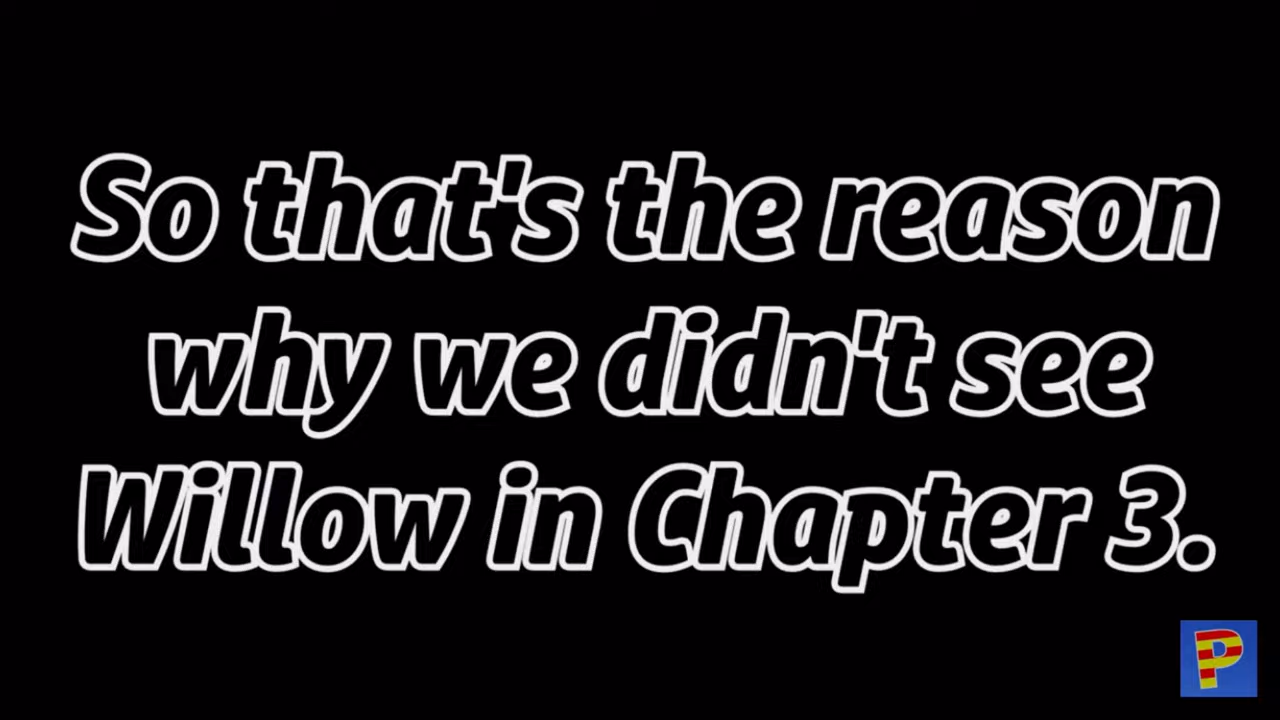 So that's the reason
why we didn't see
Willow in Chapter 3.
P